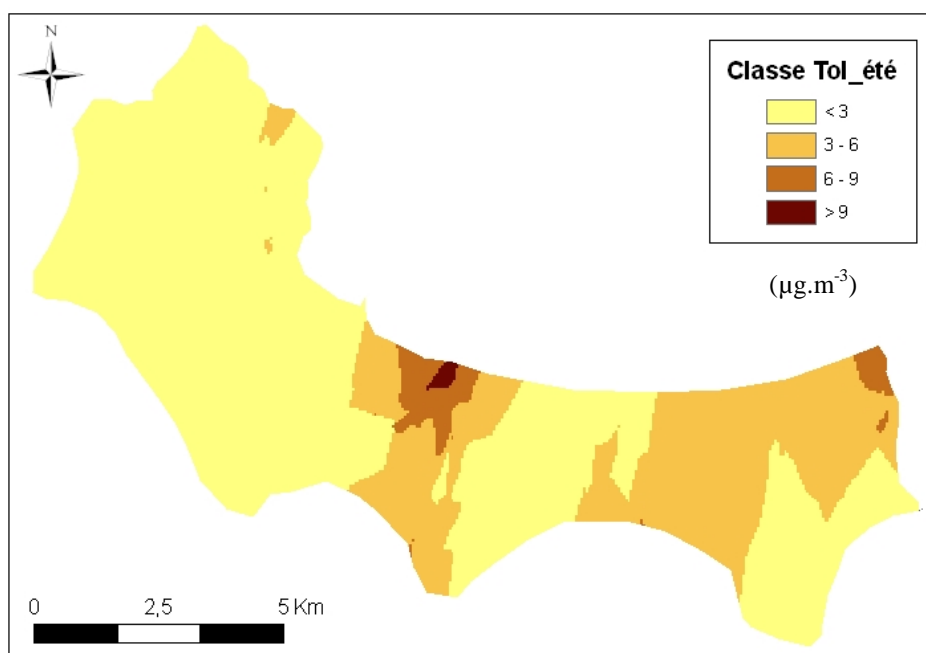 N
Classe Tol_été
< 3
3 - 6
6 - 9
> 9
(µg.m-3)
0 2,5 5 Km